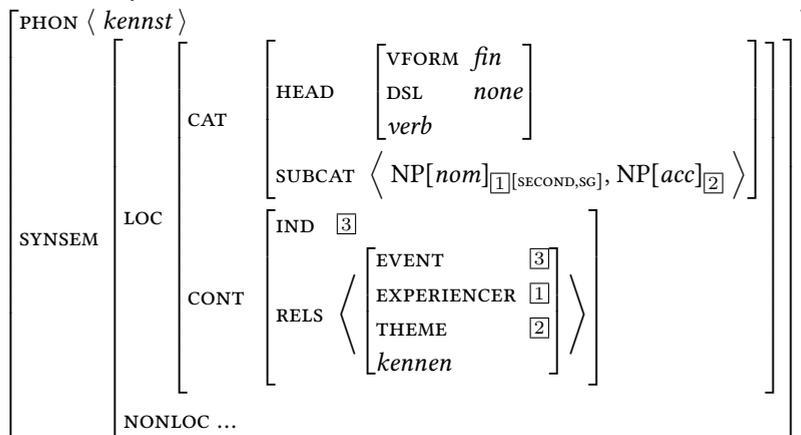 PHON ⟨ kennst ⟩
VFORM fin
HEAD DSL none
verb
CAT
SUBCAT ⟨ NP[nom]1[SECOND,SG], NP[acc]2 ⟩
LOC
IND 3
SYNSEM
EVENT 3
CONT EXPERIENCER 1
RELS
THEME 2
kennen
NONLOC ...